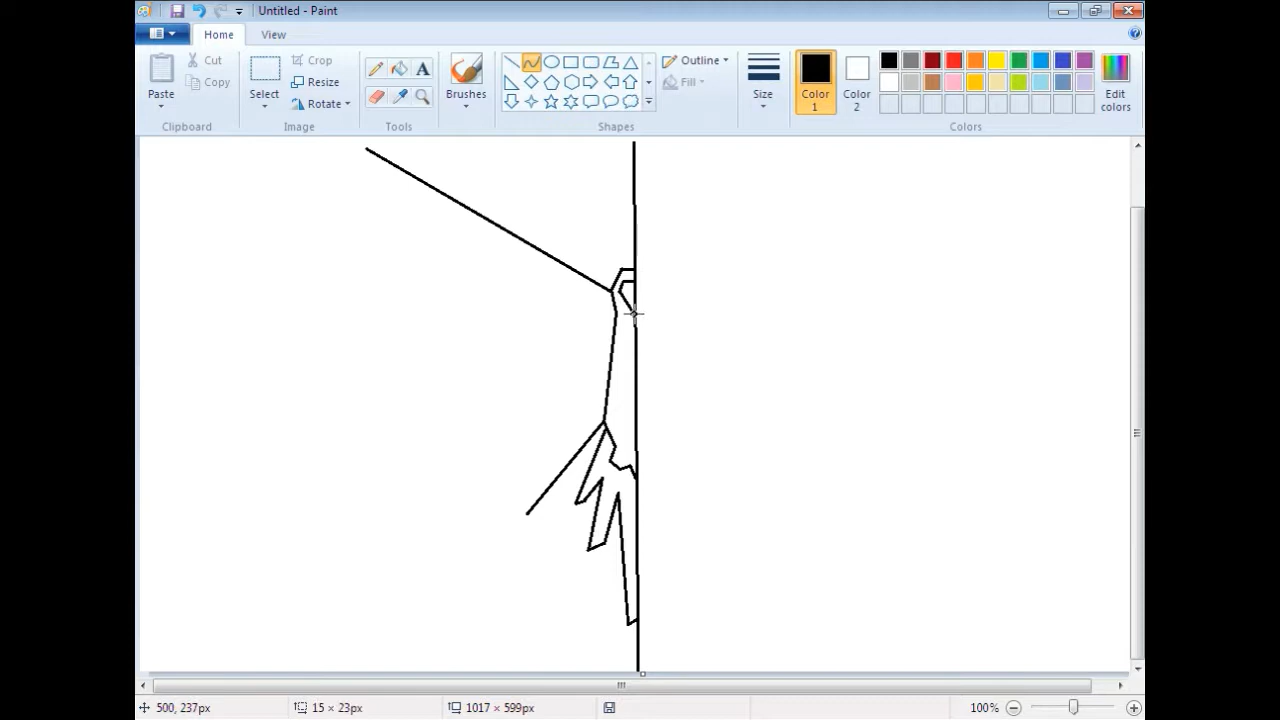 Untitled - Paint
Home View
Cut
Copy
Paste
Clipboard
Crop
Resize
Rotate
Select
Image
Tools
Brushes
Outline
Fill
Shapes
Size
Color 1
Color 2
Edit colors
Colors
500, 237px 15 × 23px 1017 × 599px 100%